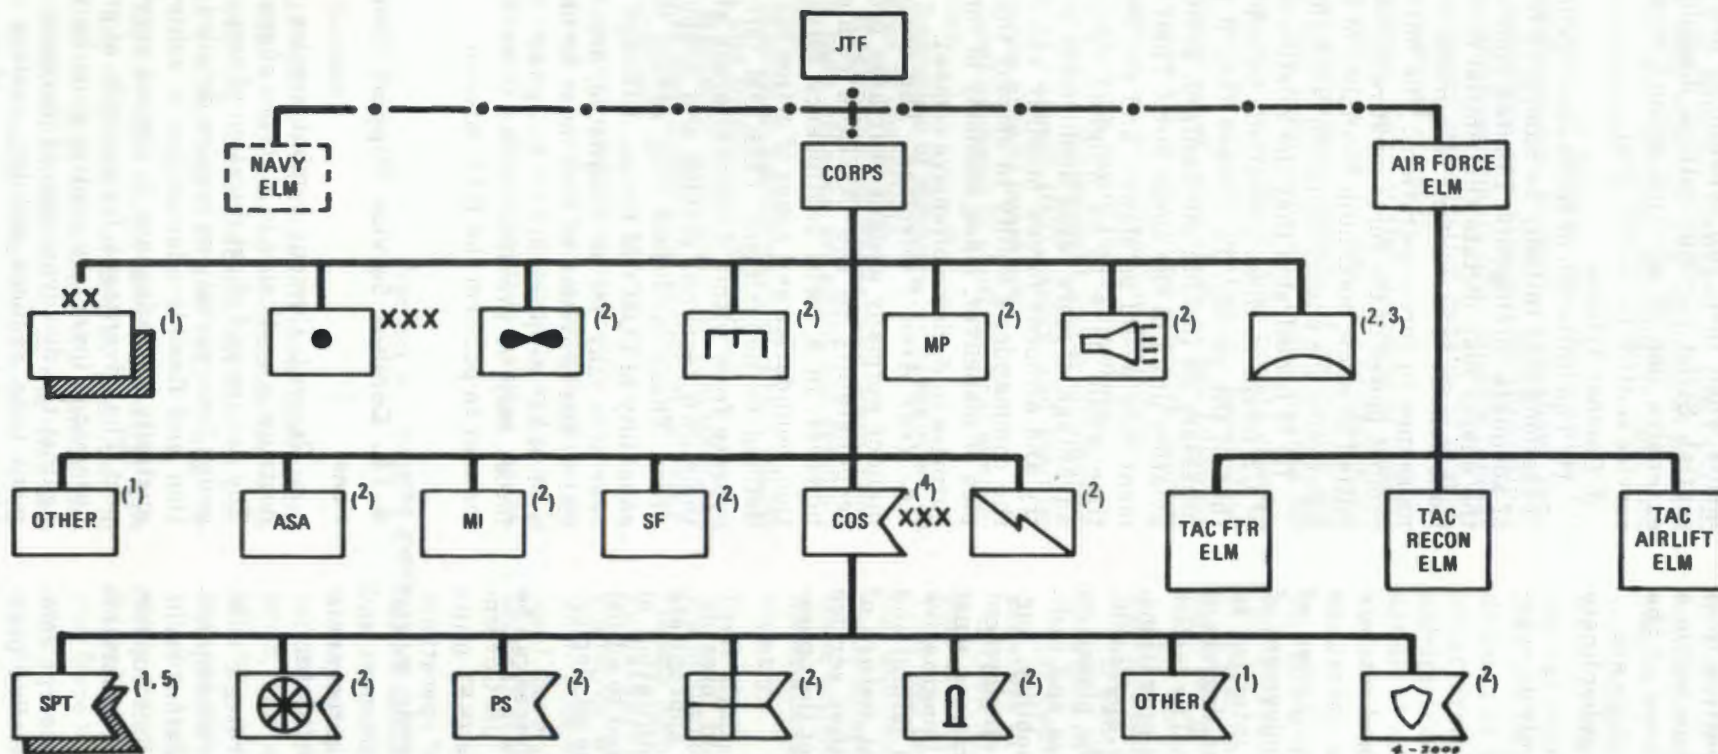 JTF
NAVY
ELM
CORPS
AIR FORCE
ELM
XX
(1)
XXX
(2)
(2)
MP
(2)
(2)
(2, 3)
OTHER
(1)
ASA
(2)
MI
(2)
SF
(2)
COS
(4)
XXX
(2)
TAC FTR
ELM
TAC
RECON
ELM
TAC
AIRLIFT
ELM
SPT
(1, 5)
(2)
PS
(2)
(2)
(2)
OTHER
(1)
(2)